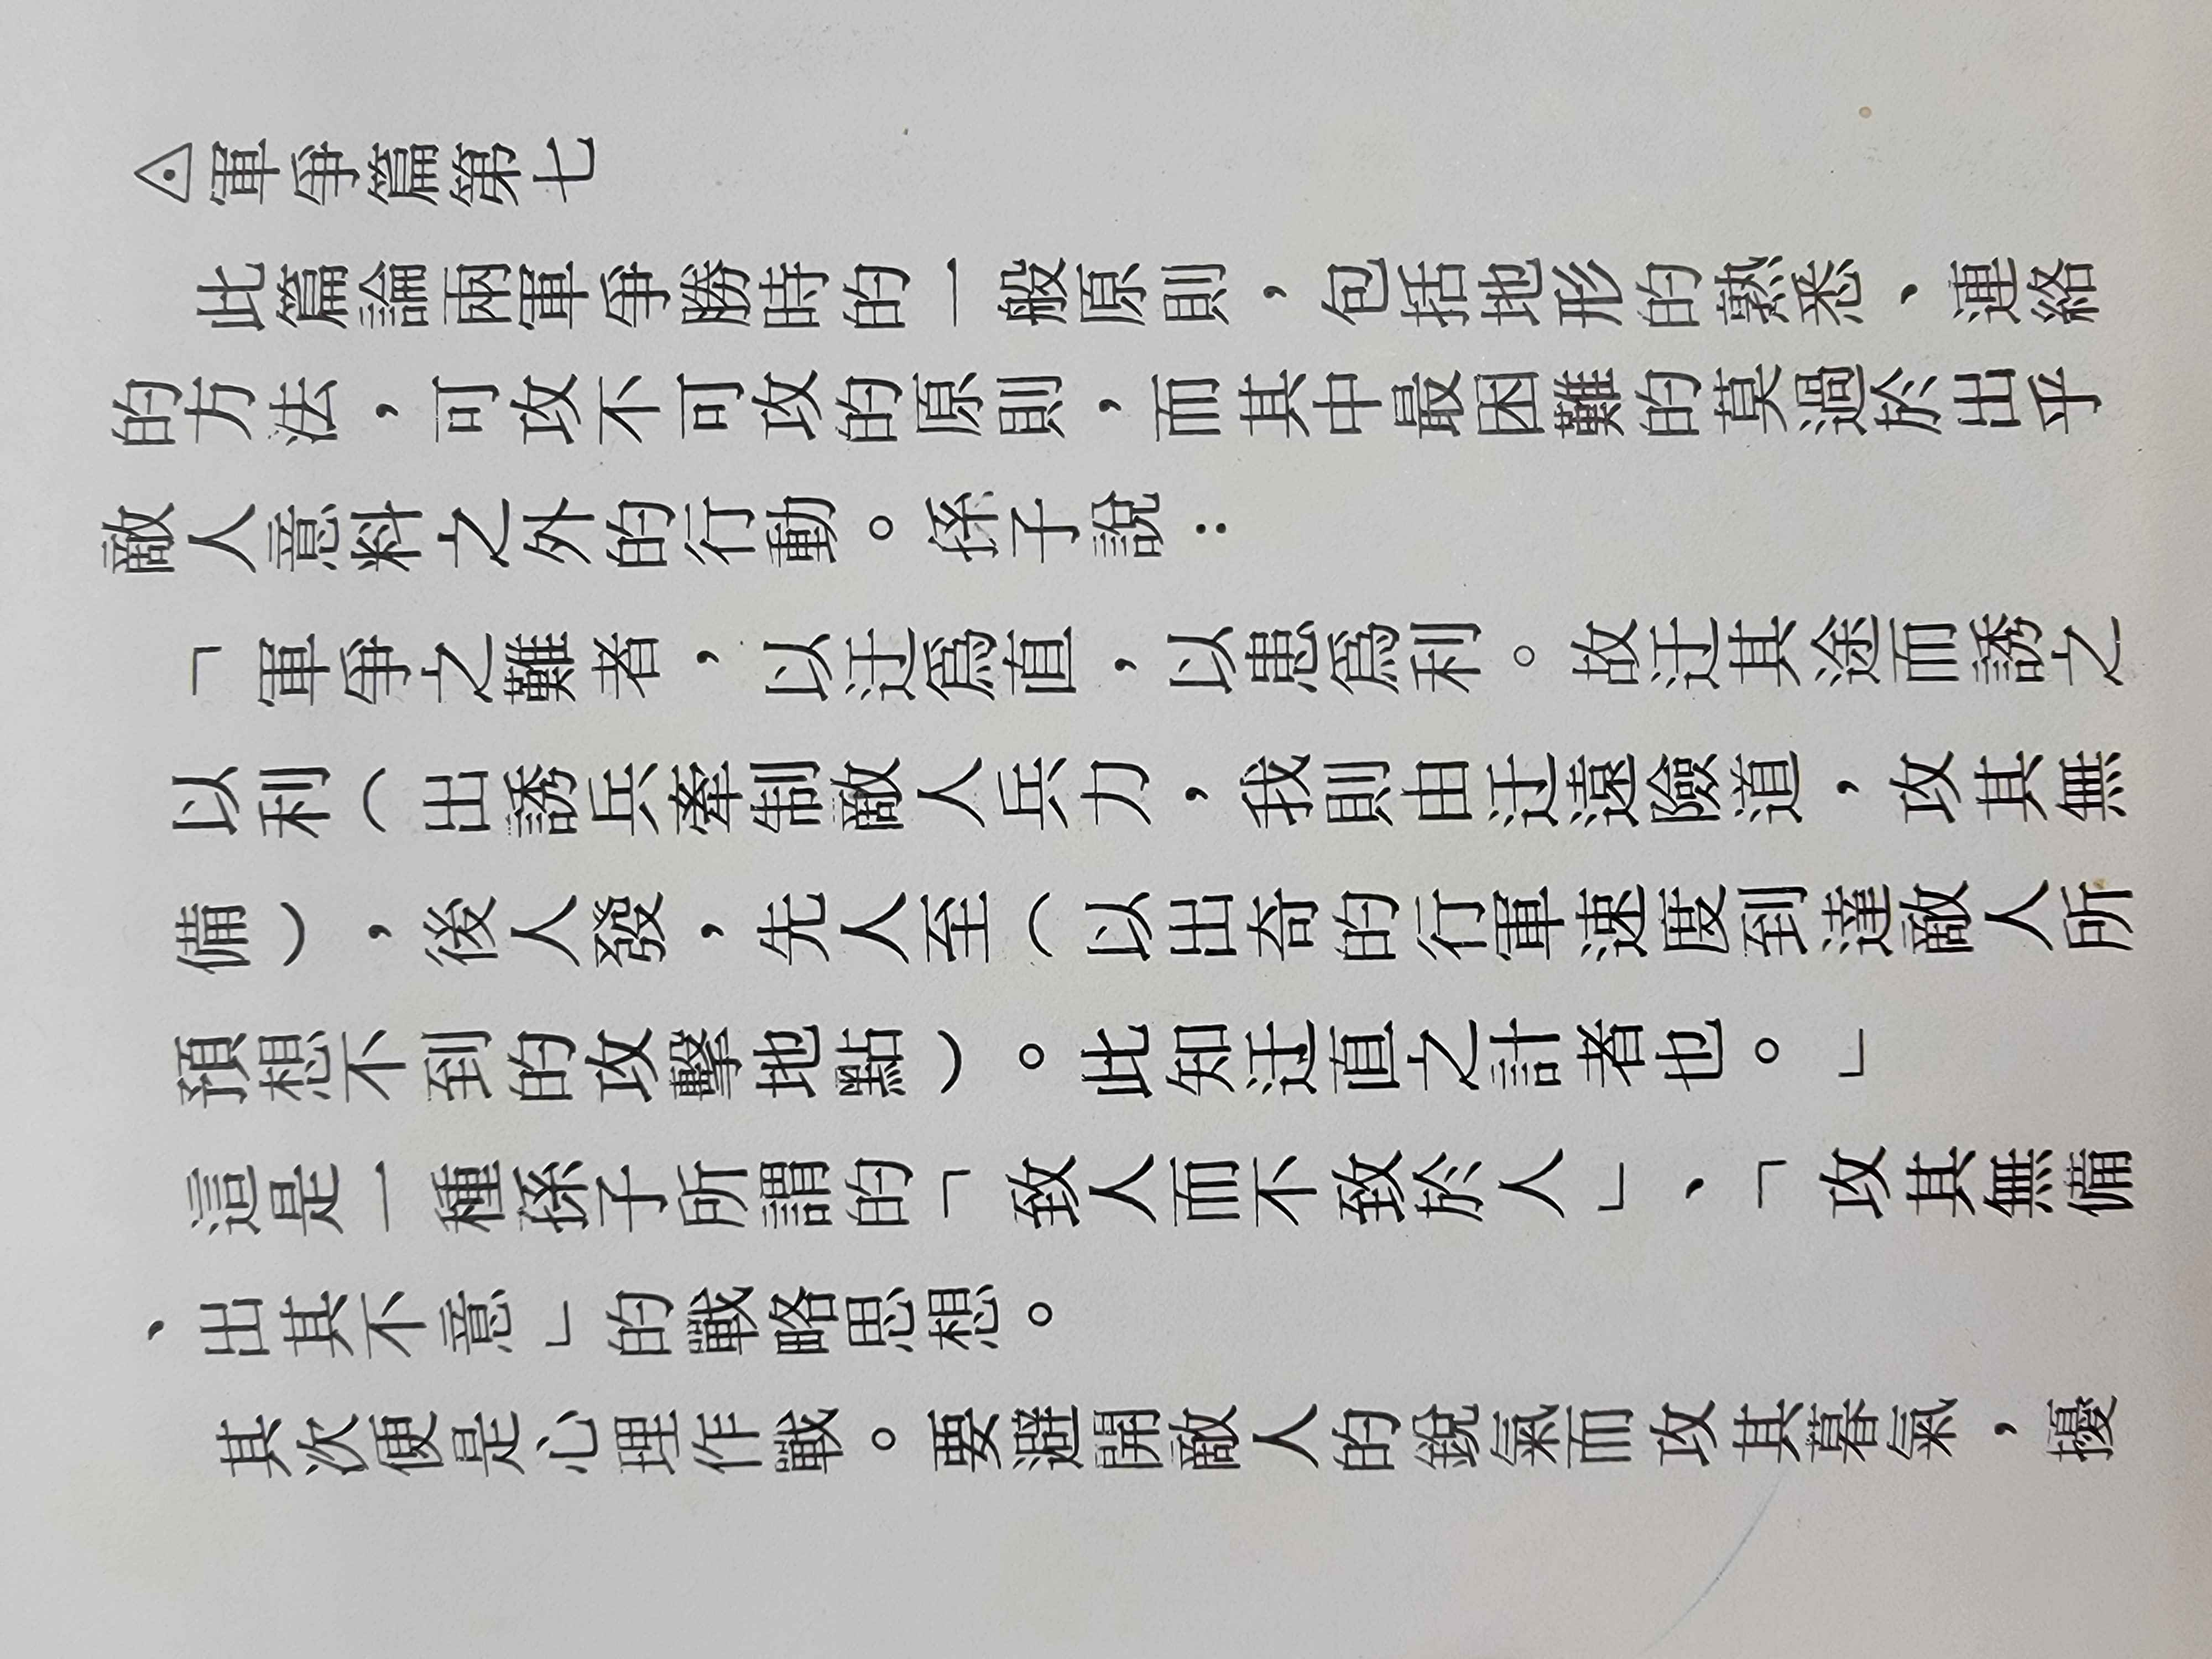 ◬軍爭篇第七
此篇論兩軍爭勝時的一般原則，包括地形的熟悉、連絡
的方法，可攻不可攻的原則，而其中最困難的莫過於出乎
敵人意料之外的行動。孫子說：
「軍爭之難者，以迂爲直，以患爲利。故迂其途而誘之
以利（出誘兵牽制敵人兵力，我則由迂遠險道，攻其無
備），後人發，先人至（以出奇的行軍速度到達敵人所
預想不到的攻擊地點）。此知迂直之計者也。」
這是一種孫子所謂的「致人而不致於人」、「攻其無備
、出其不意」的戰略思想。
其次便是心理作戰。要避開敵人的銳氣而攻其暮氣，擾